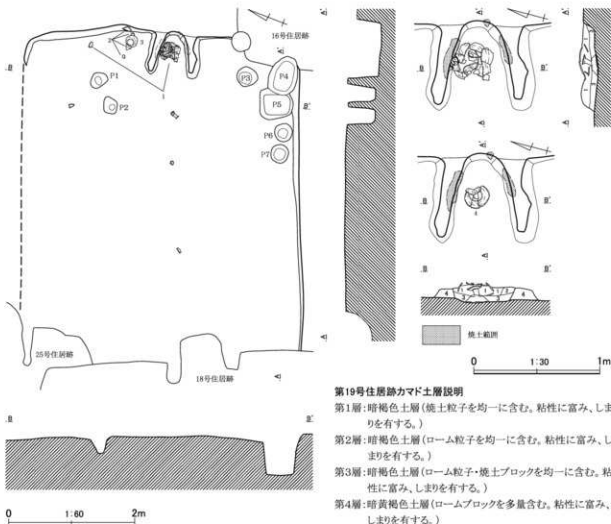 16号住居跡
P1
P2
P3
P4
P5
P6
P7
1
2
3
25号住居跡
18号住居跡
B
B'
0 1:60 2m
B
B'
4
B
B'
4
4
焼土範囲
0 1:30 1m
第19号住居跡カマド土層説明
第1層:暗褐色土層(焼土粒子を均一に含む。粘性に富み、しま
りを有する。)
第2層:暗褐色土層(ローム粒子を均一に含む。粘性に富み、し
まりを有する。)
第3層:暗褐色土層(ローム粒子・焼土ブロックを均一に含む。粘
性に富み、しまりを有する。)
第4層:暗黄褐色土層(ロームブロックを多量含む。粘性に富み、
しまりを有する。)